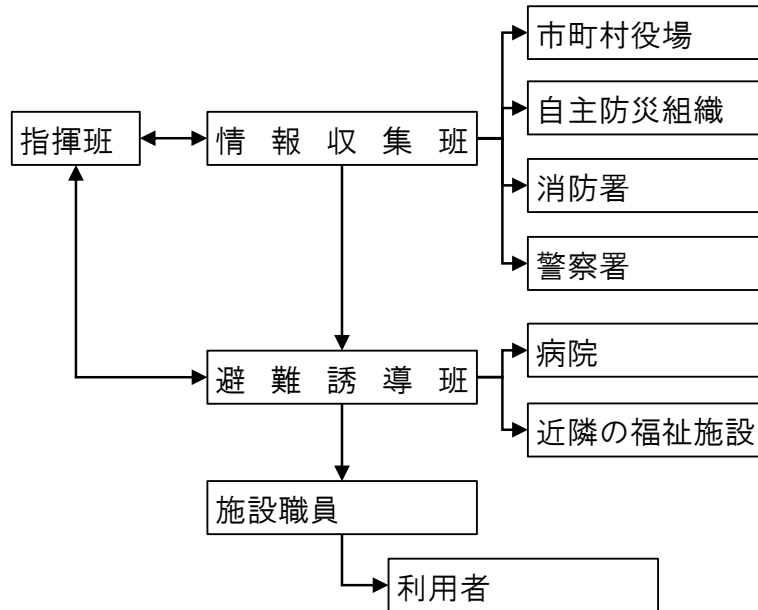 市町村役場
自主防災組織
指揮班
情報収集班
消防署
警察署
病院
避難誘導班
近隣の福祉施設
施設職員
利用者